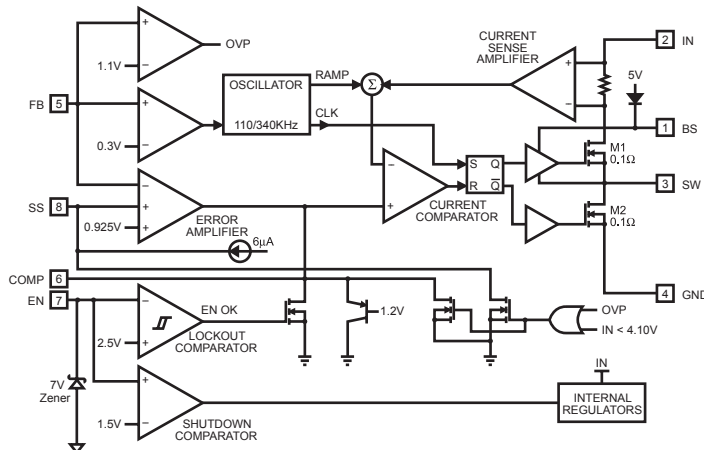 OVP
1.1V
CURRENT
SENSE
AMPLIFIER
2 IN
FB 5
OSCILLATOR
110/340KHz
RAMP
Σ
CLK
5V
+
−
0.3V
1 BS
M1
0.1Ω
S Q
R Q̅
CURRENT
COMPARATOR
3 SW
SS 8
0.925V
ERROR
AMPLIFIER
6μA
M2
0.1Ω
COMP 6
EN 7
4 GND
EN OK
1.2V
OVP
IN < 4.10V
2.5V
LOCKOUT
COMPARATOR
7V
Zener
1.5V
SHUTDOWN
COMPARATOR
IN
INTERNAL
REGULATORS